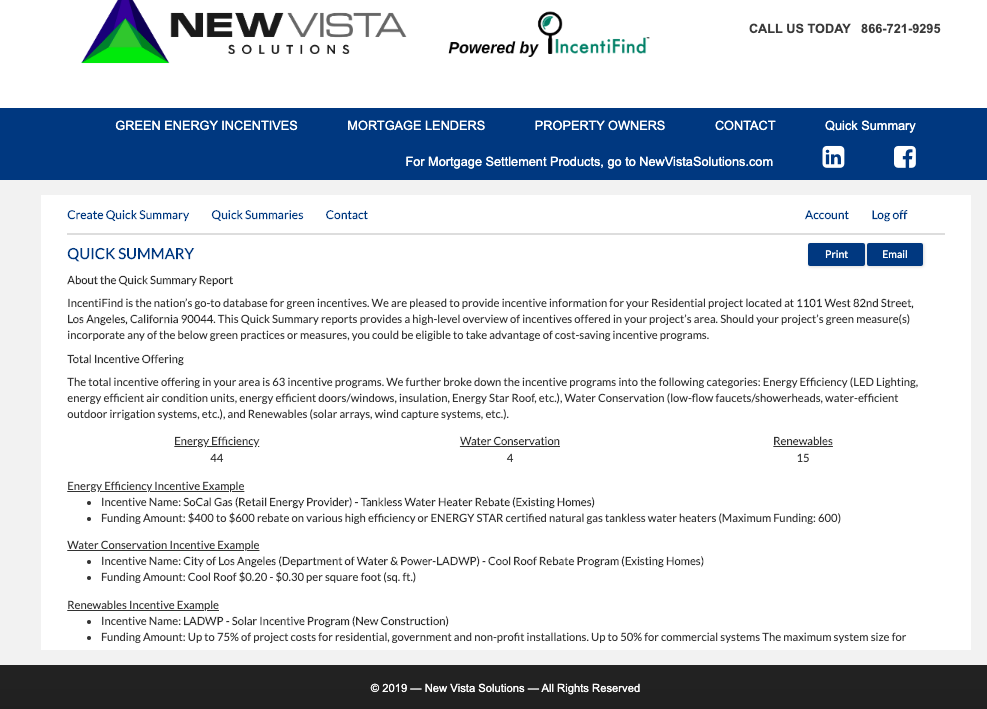 NEW VISTA
SOLUTIONS
Powered by IncentiFind
CALL US TODAY 866-721-9295
GREEN ENERGY INCENTIVES MORTGAGE LENDERS PROPERTY OWNERS CONTACT Quick Summary
For Mortgage Settlement Products, go to NewVistaSolutions.com
Create Quick Summary Quick Summaries Contact Account Log off
QUICK SUMMARY Print Email
About the Quick Summary Report
IncentiFind is the nation's go-to database for green incentives. We are pleased to provide incentive information for your Residential project located at 1101 West 82nd Street,
Los Angeles, California 90044. This Quick Summary reports provides a high-level overview of incentives offered in your project's area. Should your project's green measure(s)
incorporate any of the below green practices or measures, you could be eligible to take advantage of cost-saving incentive programs.
Total Incentive Offering
The total incentive offering in your area is 63 incentive programs. We further broke down the incentive programs into the following categories: Energy Efficiency (LED Lighting,
energy efficient air condition units, energy efficient doors/windows, insulation, Energy Star Roof, etc.), Water Conservation (low-flow faucets/showerheads, water-efficient
outdoor irrigation systems, etc.), and Renewables (solar arrays, wind capture systems, etc.).
Energy Efficiency Water Conservation Renewables
44 4 15
Energy Efficiency Incentive Example
• Incentive Name: SoCal Gas (Retail Energy Provider) - Tankless Water Heater Rebate (Existing Homes)
• Funding Amount: $400 to $600 rebate on various high efficiency or ENERGY STAR certified natural gas tankless water heaters (Maximum Funding: 600)
Water Conservation Incentive Example
• Incentive Name: City of Los Angeles (Department of Water & Power-LADWP) - Cool Roof Rebate Program (Existing Homes)
• Funding Amount: Cool Roof $0.20 - $0.30 per square foot (sq. ft.)
Renewables Incentive Example
• Incentive Name: LADWP - Solar Incentive Program (New Construction)
• Funding Amount: Up to 75% of project costs for residential, government and non-profit installations. Up to 50% for commercial systems The maximum system size for
© 2019 — New Vista Solutions — All Rights Reserved